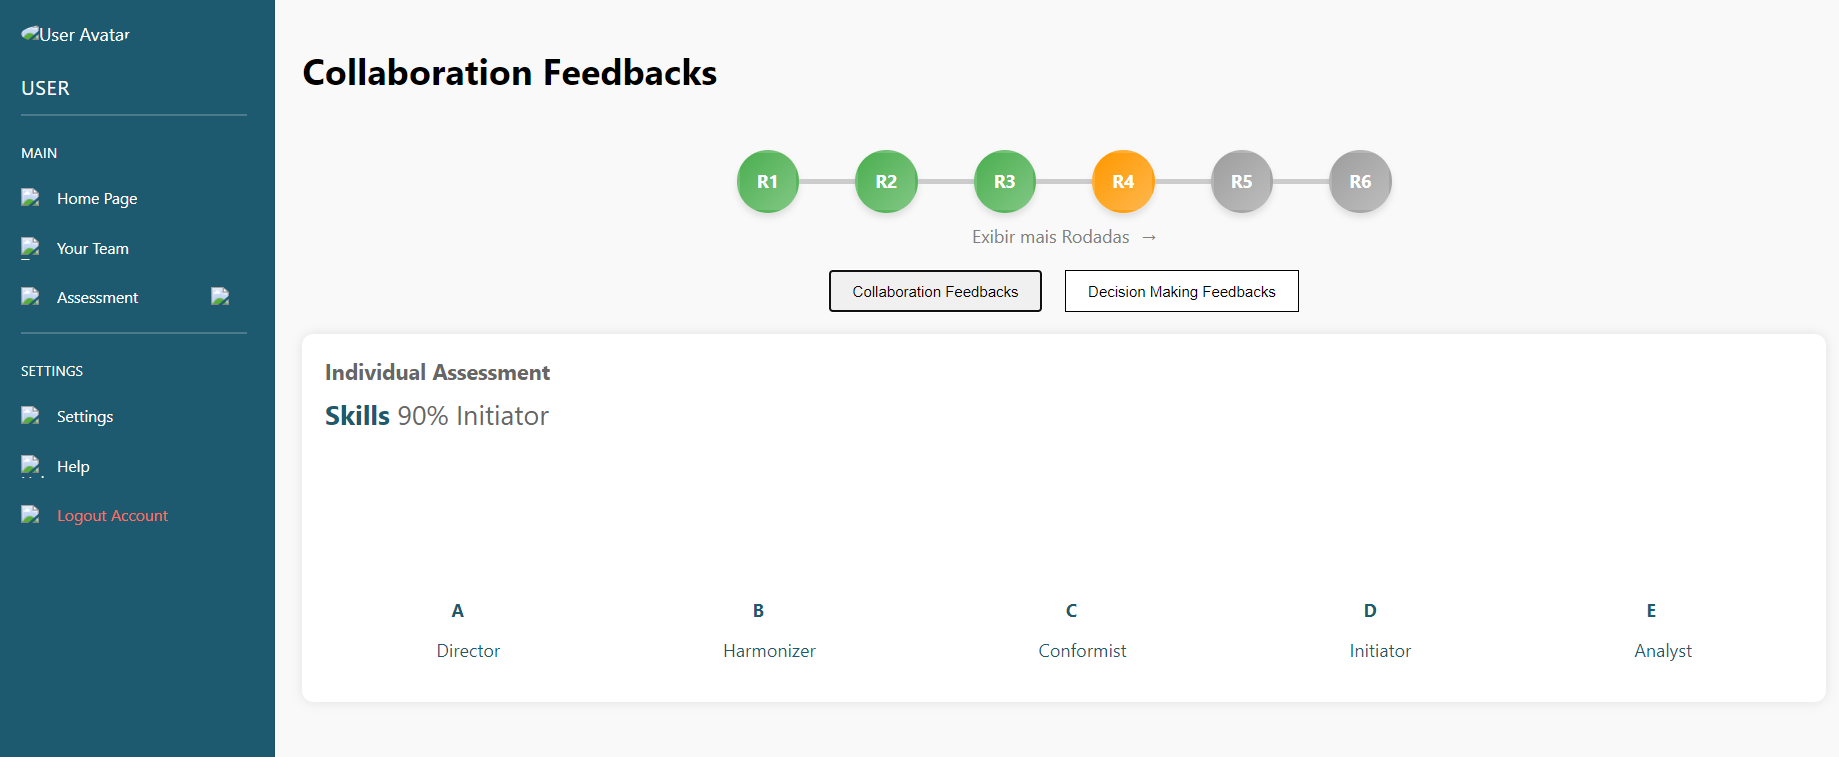 User Avatar
USER
MAIN
Home Page
Your Team
Assessment
SETTINGS
Settings
Help
Logout Account
Collaboration Feedbacks
R1 R2 R3 R4 R5 R6
Exibir mais Rodadas →
Collaboration Feedbacks Decision Making Feedbacks
Individual Assessment
Skills 90% Initiator
A B C D E
Director Harmonizer Conformist Initiator Analyst